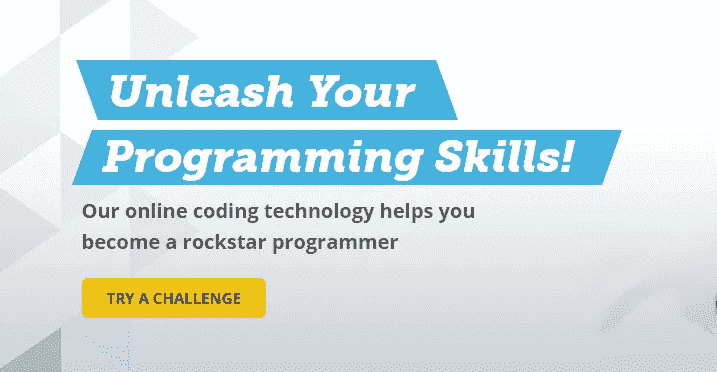 Unleash Your
Programming Skills!
Our online coding technology helps you
become a rockstar programmer
TRY A CHALLENGE